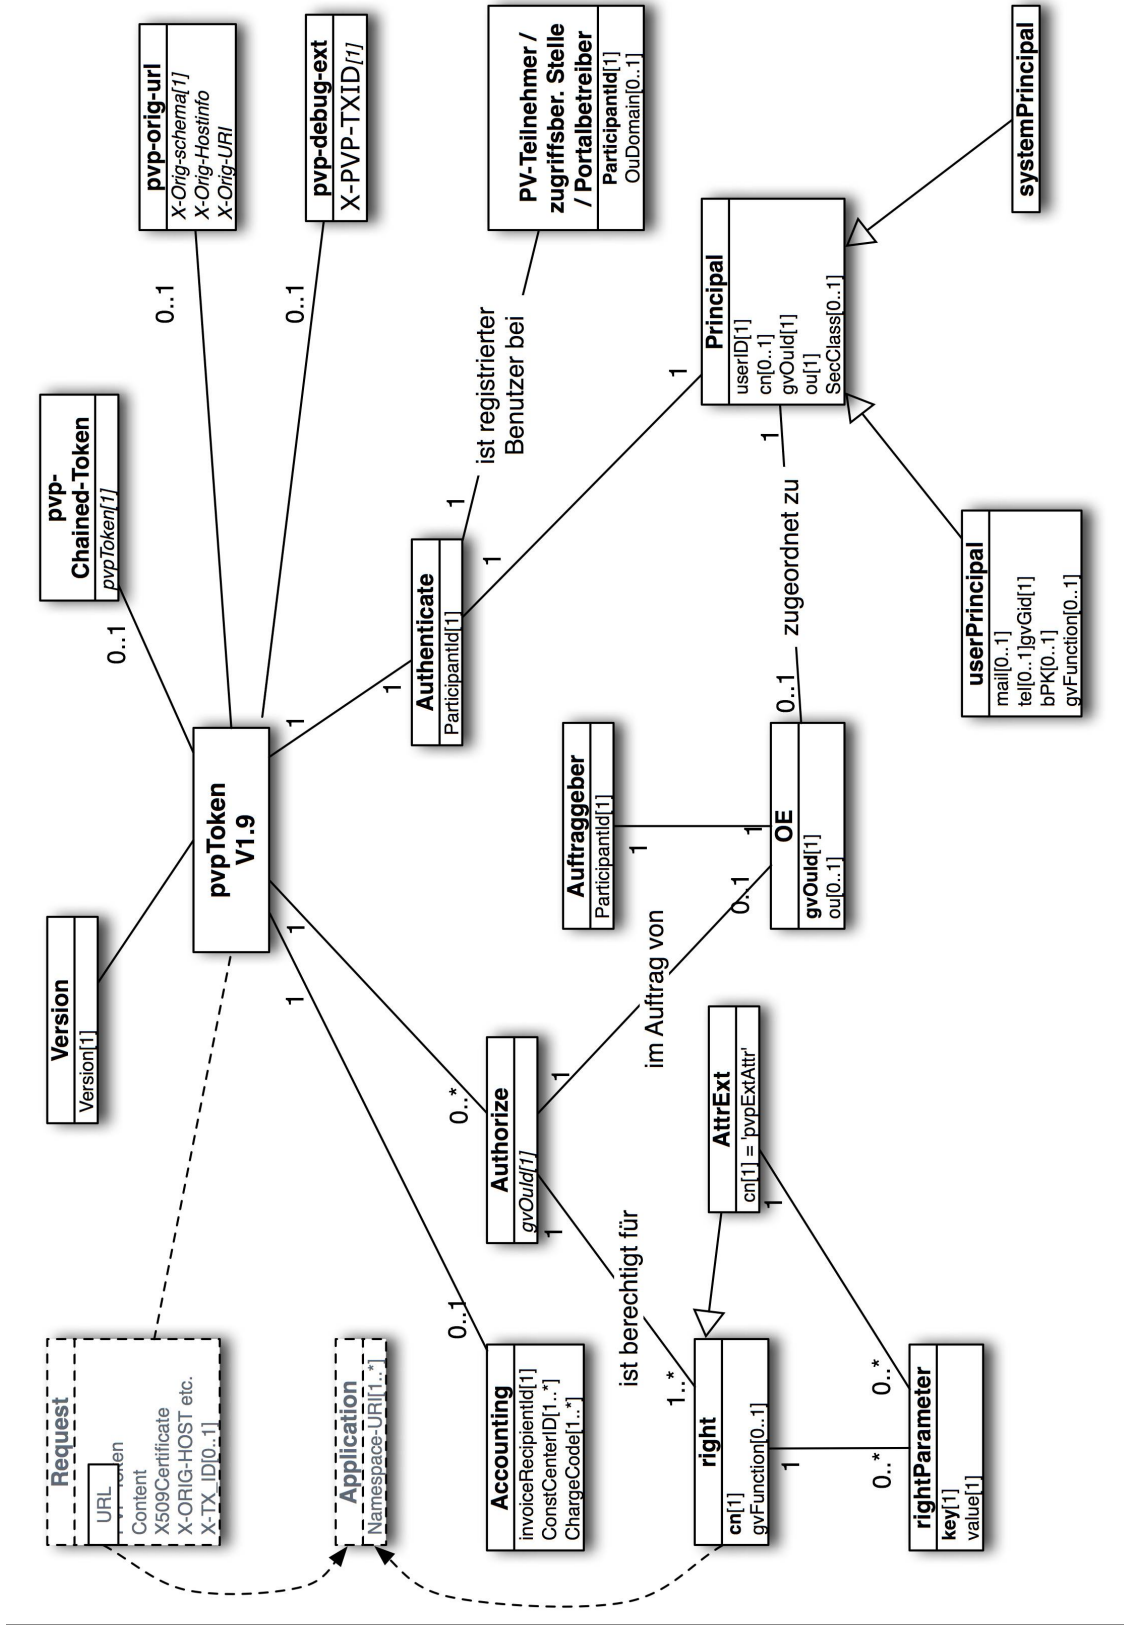 Request
URL
Content
X509Certificate
X-ORIG-HOST etc.
X-TX_ID[0..1]
Version
Version[1]
pvp-
Chained-Token
pvpToken[1]
0..1
pvp-orig-url
X-Orig-schema[1]
X-Orig-Hostinfo
X-Orig-URI
0..1
pvp-debug-ext
X-PVP-TXID[1]
0..1
pvpToken
V1.9
1
1
1
Application
Namespace-URI[1..*]
Accounting
invoiceRecipientId[1]
ConstCenterID[1..*]
ChargeCode[1..*]
0..1
Authorize
gvOuId[1]
0..*
1
1
Authenticate
ParticipantId[1]
1
1
1
ist registrierter
Benutzer bei
PV-Teilnehmer /
zugriffsber. Stelle
/ Portalbetreiber
ParticipantId[1]
OuDomain[0..1]
ist berechtigt für
im Auftrag von
Auftraggeber
ParticipantId[1]
1
1
0..1
OE
gvOuId[1]
ou[0..1]
0..1
zugeordnet zu
1
1
Principal
userID[1]
cn[0..1]
gvOuId[1]
ou[1]
SecClass[0..1]
right
cn[1]
gvFunction[0..1]
1..*
1
AttrExt
cn[1] = 'pvpExtAttr'
1
0..*
0..*
rightParameter
key[1]
value[1]
userPrincipal
mail[0..1]
tel[0..1]gvGid[1]
bPK[0..1]
gvFunction[0..1]
systemPrincipal